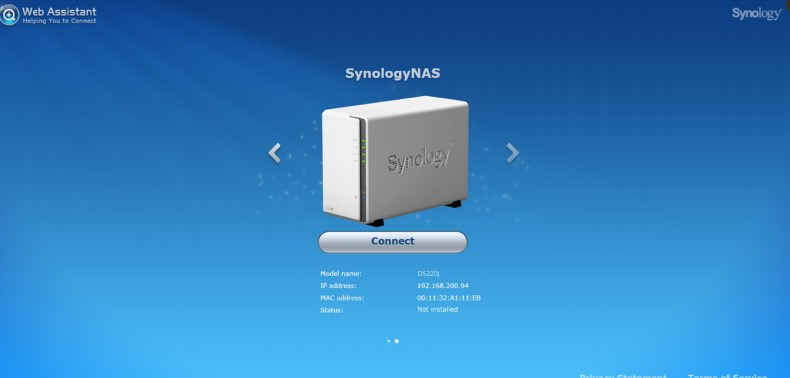 Web Assistant
Helping You to Connect
Synology
SynologyNAS
Synology
Connect
Model name: DS220j
IP address: 192.168.200.94
MAC address: 00:11:32:A1:11:EB
Status: Not installed
Privacy Statement Terms of Service